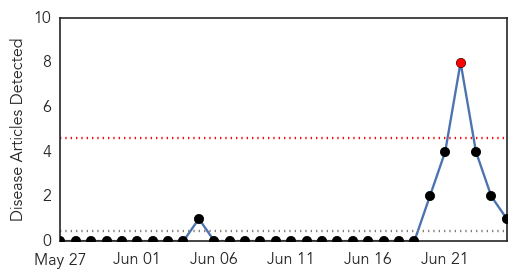 Disease Articles Detected
10
8
6
4
2
0
May 27
Jun 01
Jun 06
Jun 11
Jun 16
Jun 21